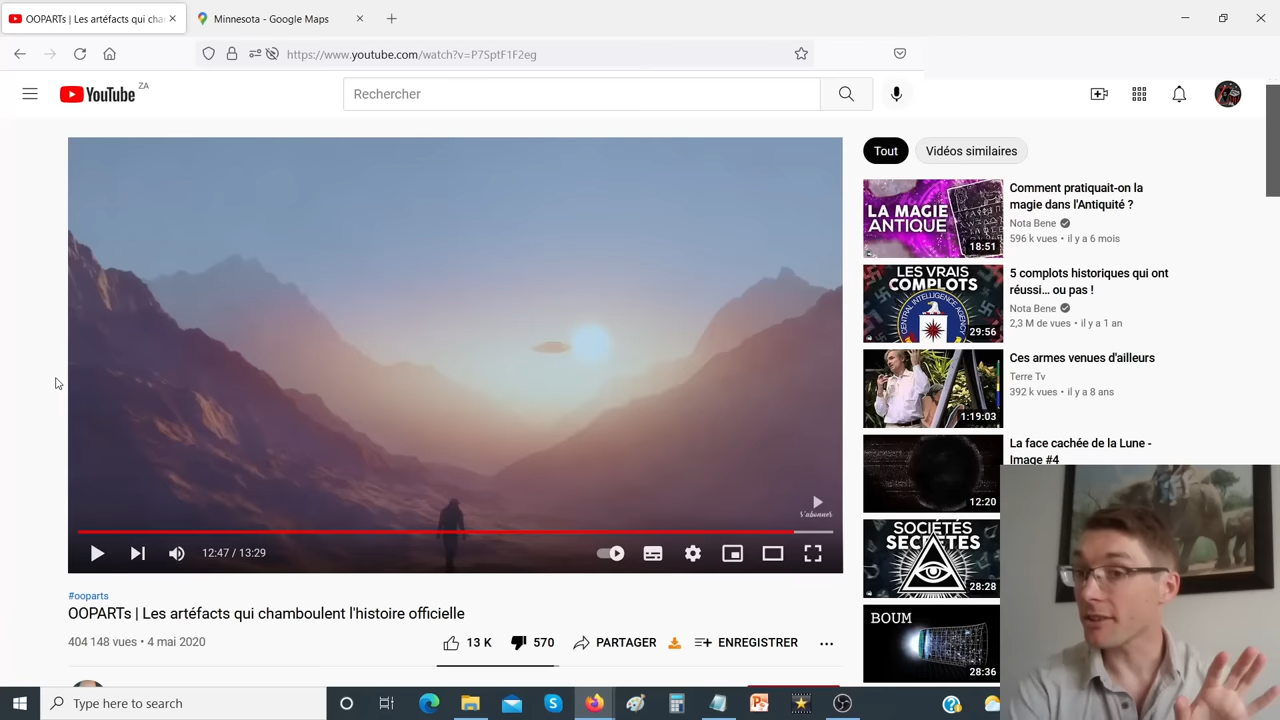 OOPARTs | Les artéfacts qui cha
Minnesota - Google Maps
https://www.youtube.com/watch?v=P7SptF1F2eg
YouTube ZA
Rechercher
Tout
Vidéos similaires
LA MAGIE
ANTIQUE
18:51
Comment pratiquait-on la
magie dans l'Antiquité ?
Nota Bene
596 k vues • il y a 6 mois
LES VRAIS
COMPLOTS
CENTRAL INTELLIGENCE AGENCY
29:56
5 complots historiques qui ont
réussi... ou pas !
Nota Bene
2,3 M de vues • il y a 1 an
1:19:03
Ces armes venues d'ailleurs
Terre Tv
392 k vues • il y a 8 ans
12:20
La face cachée de la Lune -
Image #4
SOCIÉTÉS
SECRÈTES
28:28
BOUM
28:36
S'abonner
12:47 / 13:29
#ooparts
OOPARTs | Les artéfacts qui chamboulent l'histoire officielle
404 148 vues • 4 mai 2020
13 K
570
PARTAGER
ENREGISTRER
Type here to search